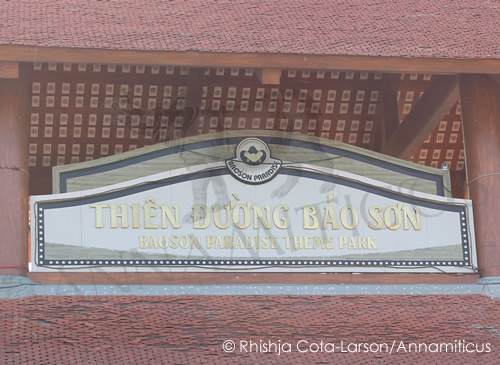 BAOSON PARADISE
THIÊN ĐƯỜNG BẢO SƠN
BAOSON PARADISE THEME PARK
© Rhishja Cota-Larson/Annamiticus